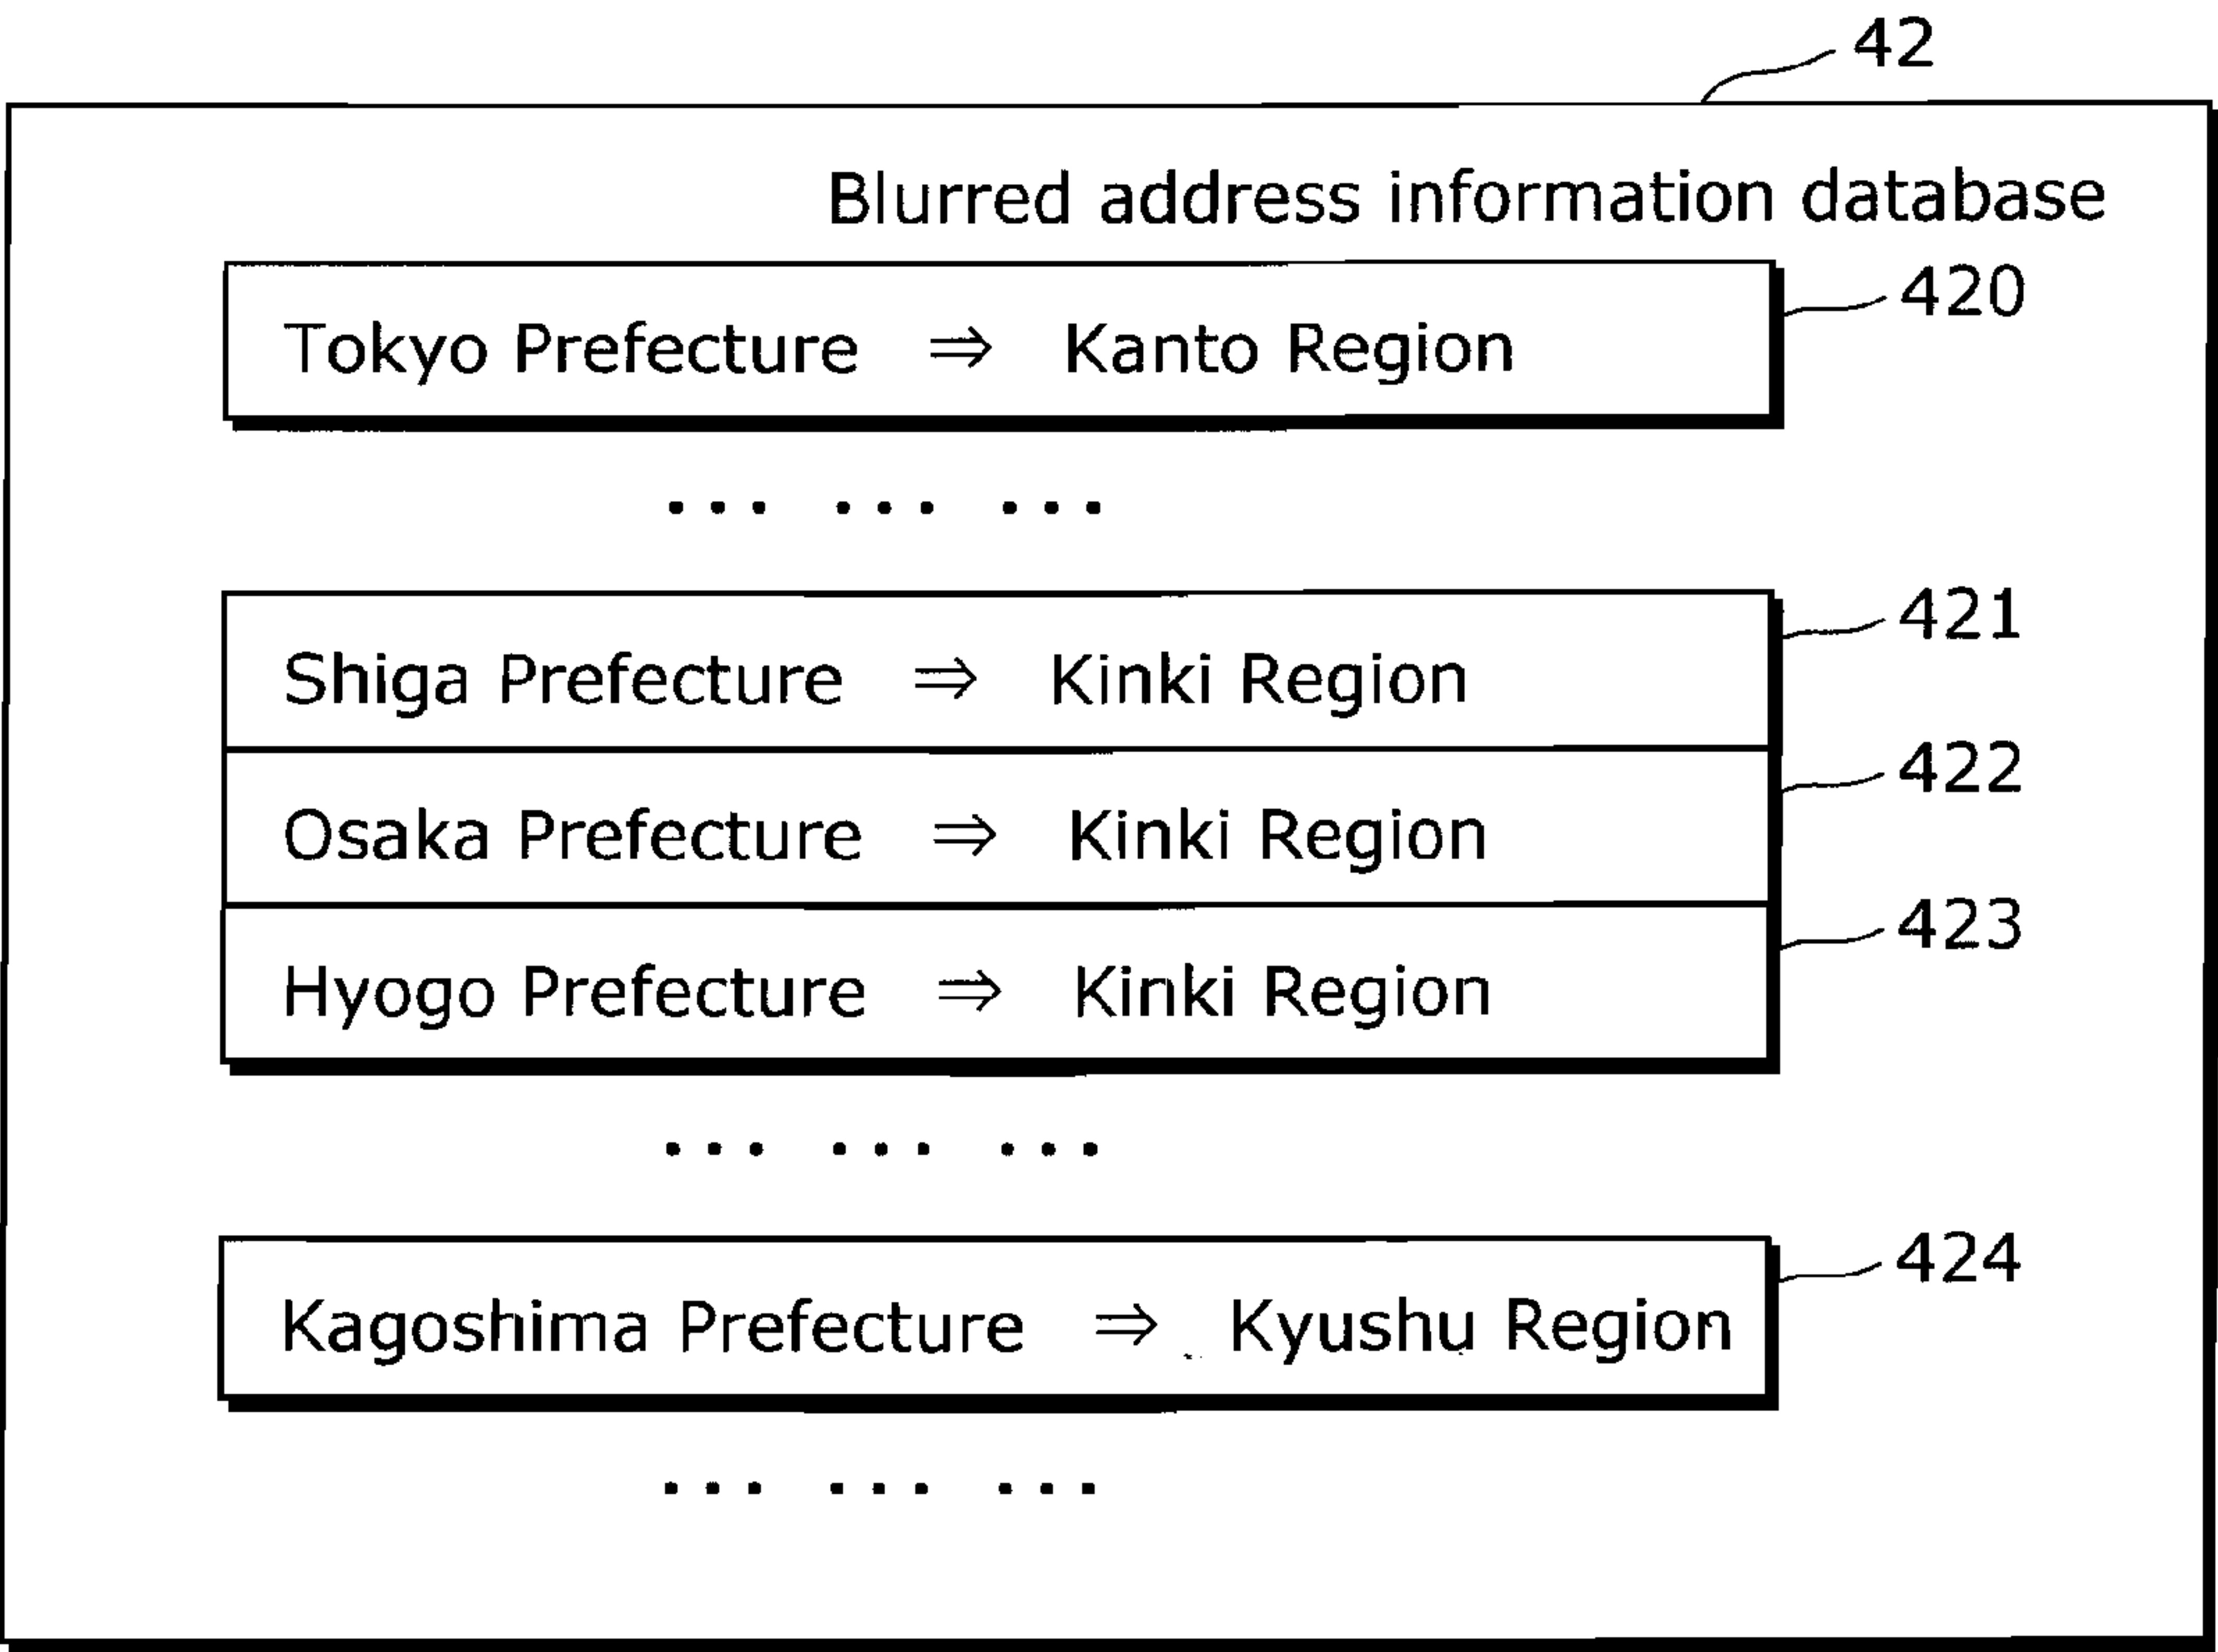 42
Blurred address information database
420
Tokyo Prefecture ⇒ Kanto Region
... ... ...
421
Shiga Prefecture ⇒ Kinki Region
422
Osaka Prefecture ⇒ Kinki Region
423
Hyogo Prefecture ⇒ Kinki Region
... ... ...
424
Kagoshima Prefecture ⇒ Kyushu Region
... ... ...